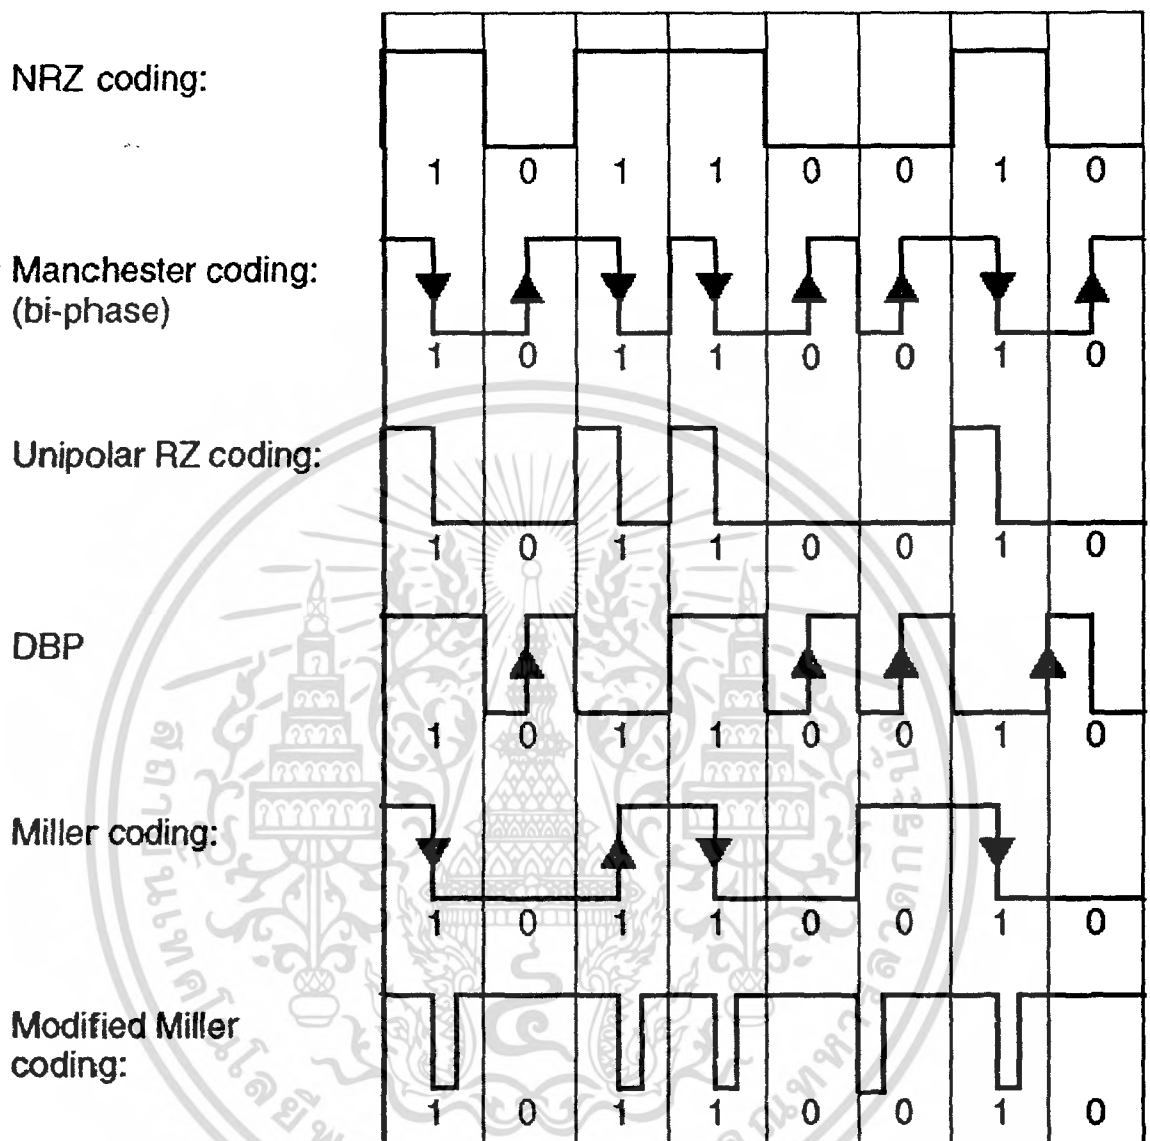 NRZ coding:
1 0 1 1 0 0 1 0
Manchester coding:
(bi-phase)
1 0 1 1 0 0 1 0
Unipolar RZ coding:
1 0 1 1 0 0 1 0
DBP
1 0 1 1 0 0 1 0
Miller coding:
1 0 1 1 0 0 1 0
Modified Miller
coding:
1 0 1 1 0 0 1 0